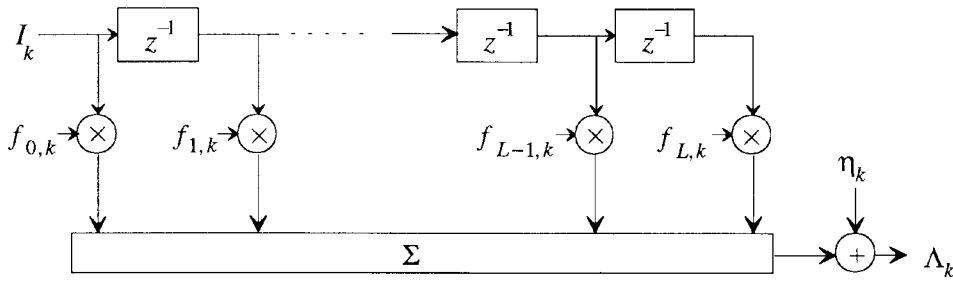 I_k z⁻¹ z⁻¹ z⁻¹
× × × ×
f_{0,k} f_{1,k} f_{L-1,k} f_{L,k}
η_k
Σ + Λ_k